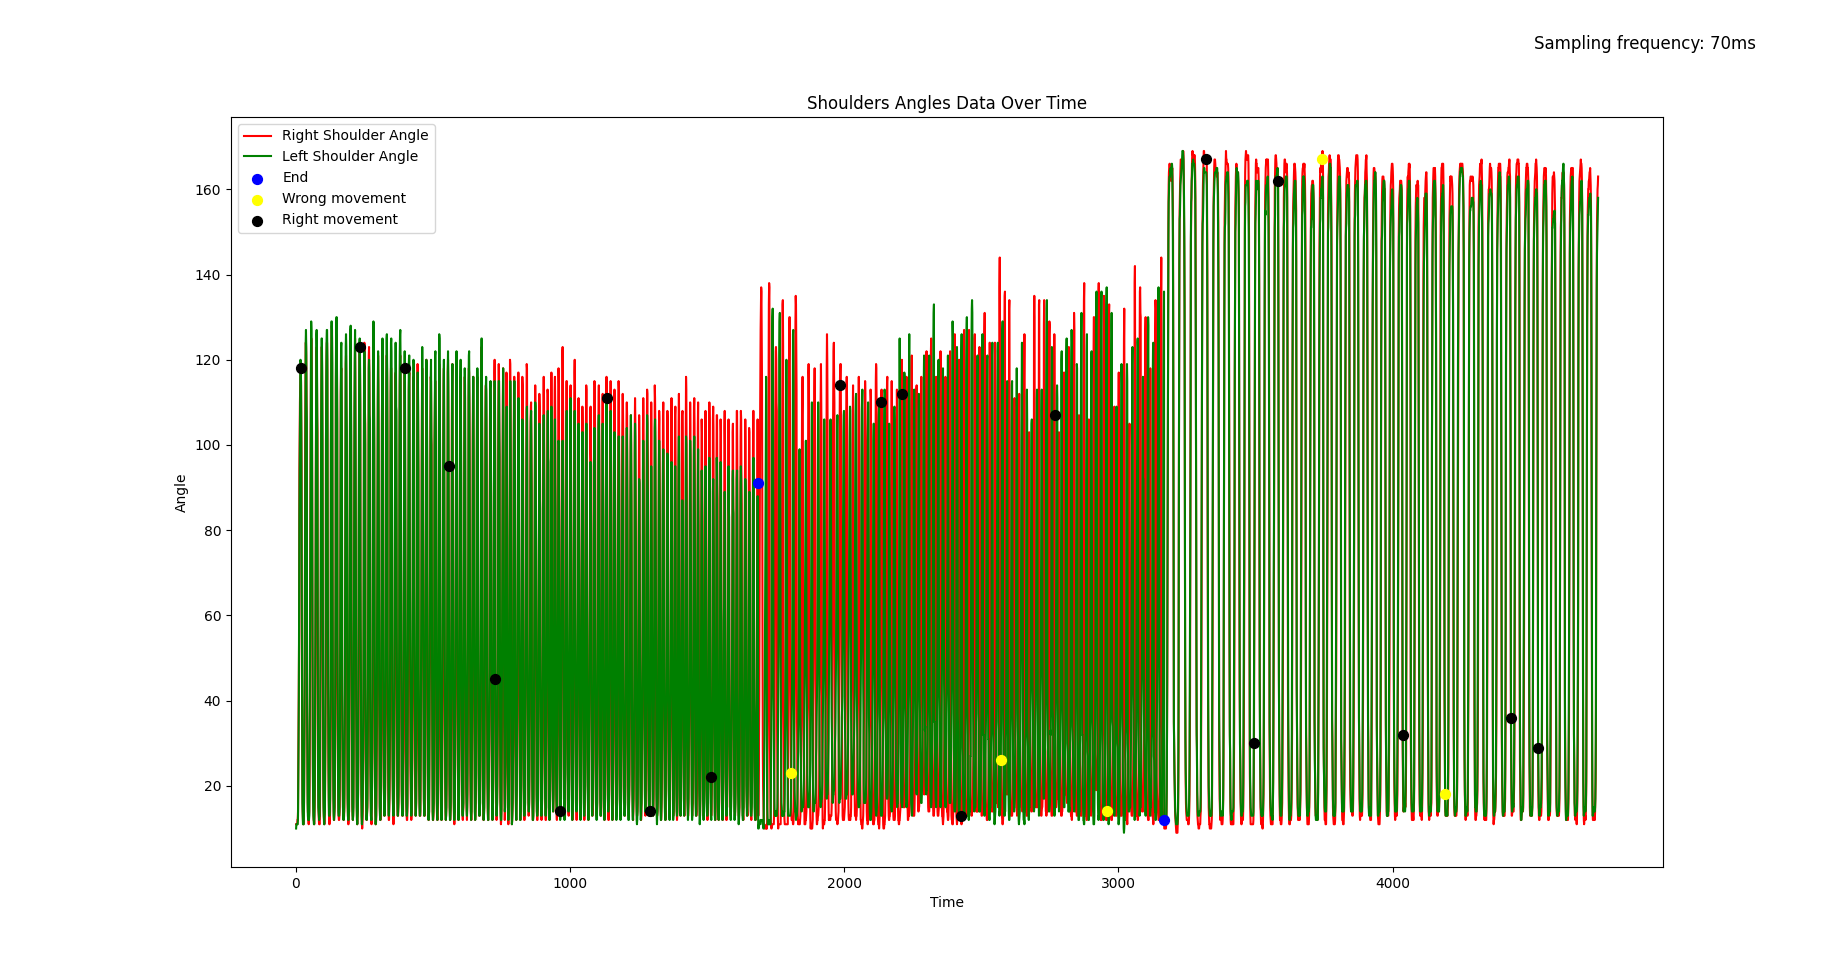 Sampling frequency: 70ms
Shoulders Angles Data Over Time
Right Shoulder Angle
Left Shoulder Angle
End
Wrong movement
Right movement
160
140
120
100
80
60
40
20
Angle
0 1000 2000 3000 4000
Time